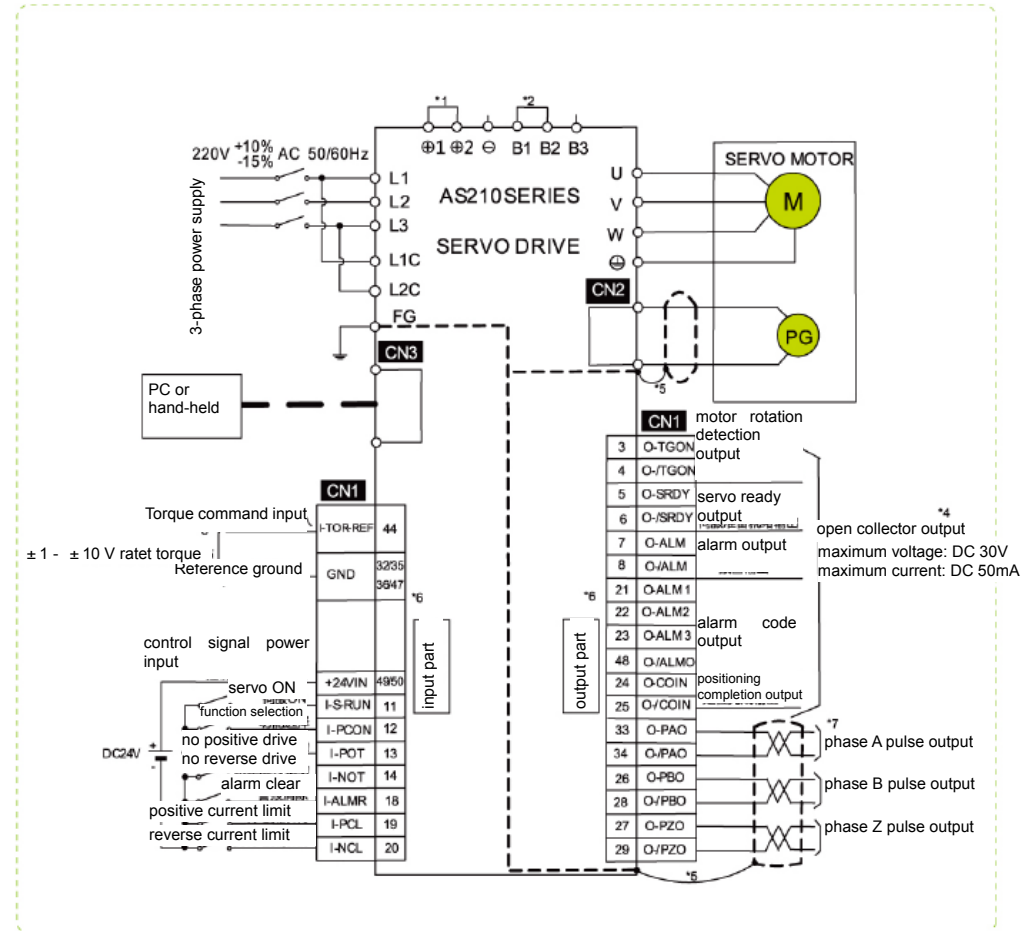 *1
*2
⊕1 ⊕2 ⊖ B1 B2 B3
220V +10% -15% AC 50/60Hz
3-phase power supply
L1
L2
L3
L1C
L2C
FG
AS210SERIES
SERVO DRIVE
U
V
W
SERVO MOTOR
M
CN2
PG
*5
CN3
PC or
hand-held
CN1
Torque command input
I-TOR-REF 44
± 1 - ± 10 V ratet torque
Reference ground
GND 32/35
36/47
*6
input part
control signal power
input
+24VIN 49/50
servo ON
I-S-RUN 11
function selection
I-PCON 12
no positive drive
I-POT 13
no reverse drive
I-NOT 14
alarm clear
I-ALMR 18
positive current limit
I-PCL 19
reverse current limit
I-NCL 20
DC24V
+
-
CN1
motor rotation
detection
output
3 O-TGON
4 O-/TGON
5 O-SRDY
servo ready
output
6 O-/SRDY
7 O-ALM
alarm output
8 O-/ALM
21 O-ALM1
22 O-ALM2
alarm code
output
23 O-ALM3
48 O-/ALMO
24 O-COIN
positioning
completion output
25 O-/COIN
33 O-PAO
34 O-/PAO
26 O-PBO
28 O-/PBO
27 O-PZO
29 O-/PZO
*6
output part
*4
open collector output
maximum voltage: DC 30V
maximum current: DC 50mA
*7
phase A pulse output
phase B pulse output
phase Z pulse output
*5